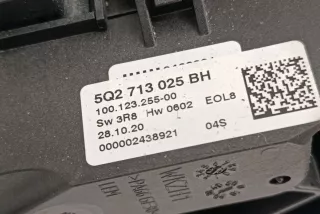 5Q2 713 025 BH
100.123.255-00
Sw 3R8 Hw 0602 EOL8
28.10.20 04S
000002438921